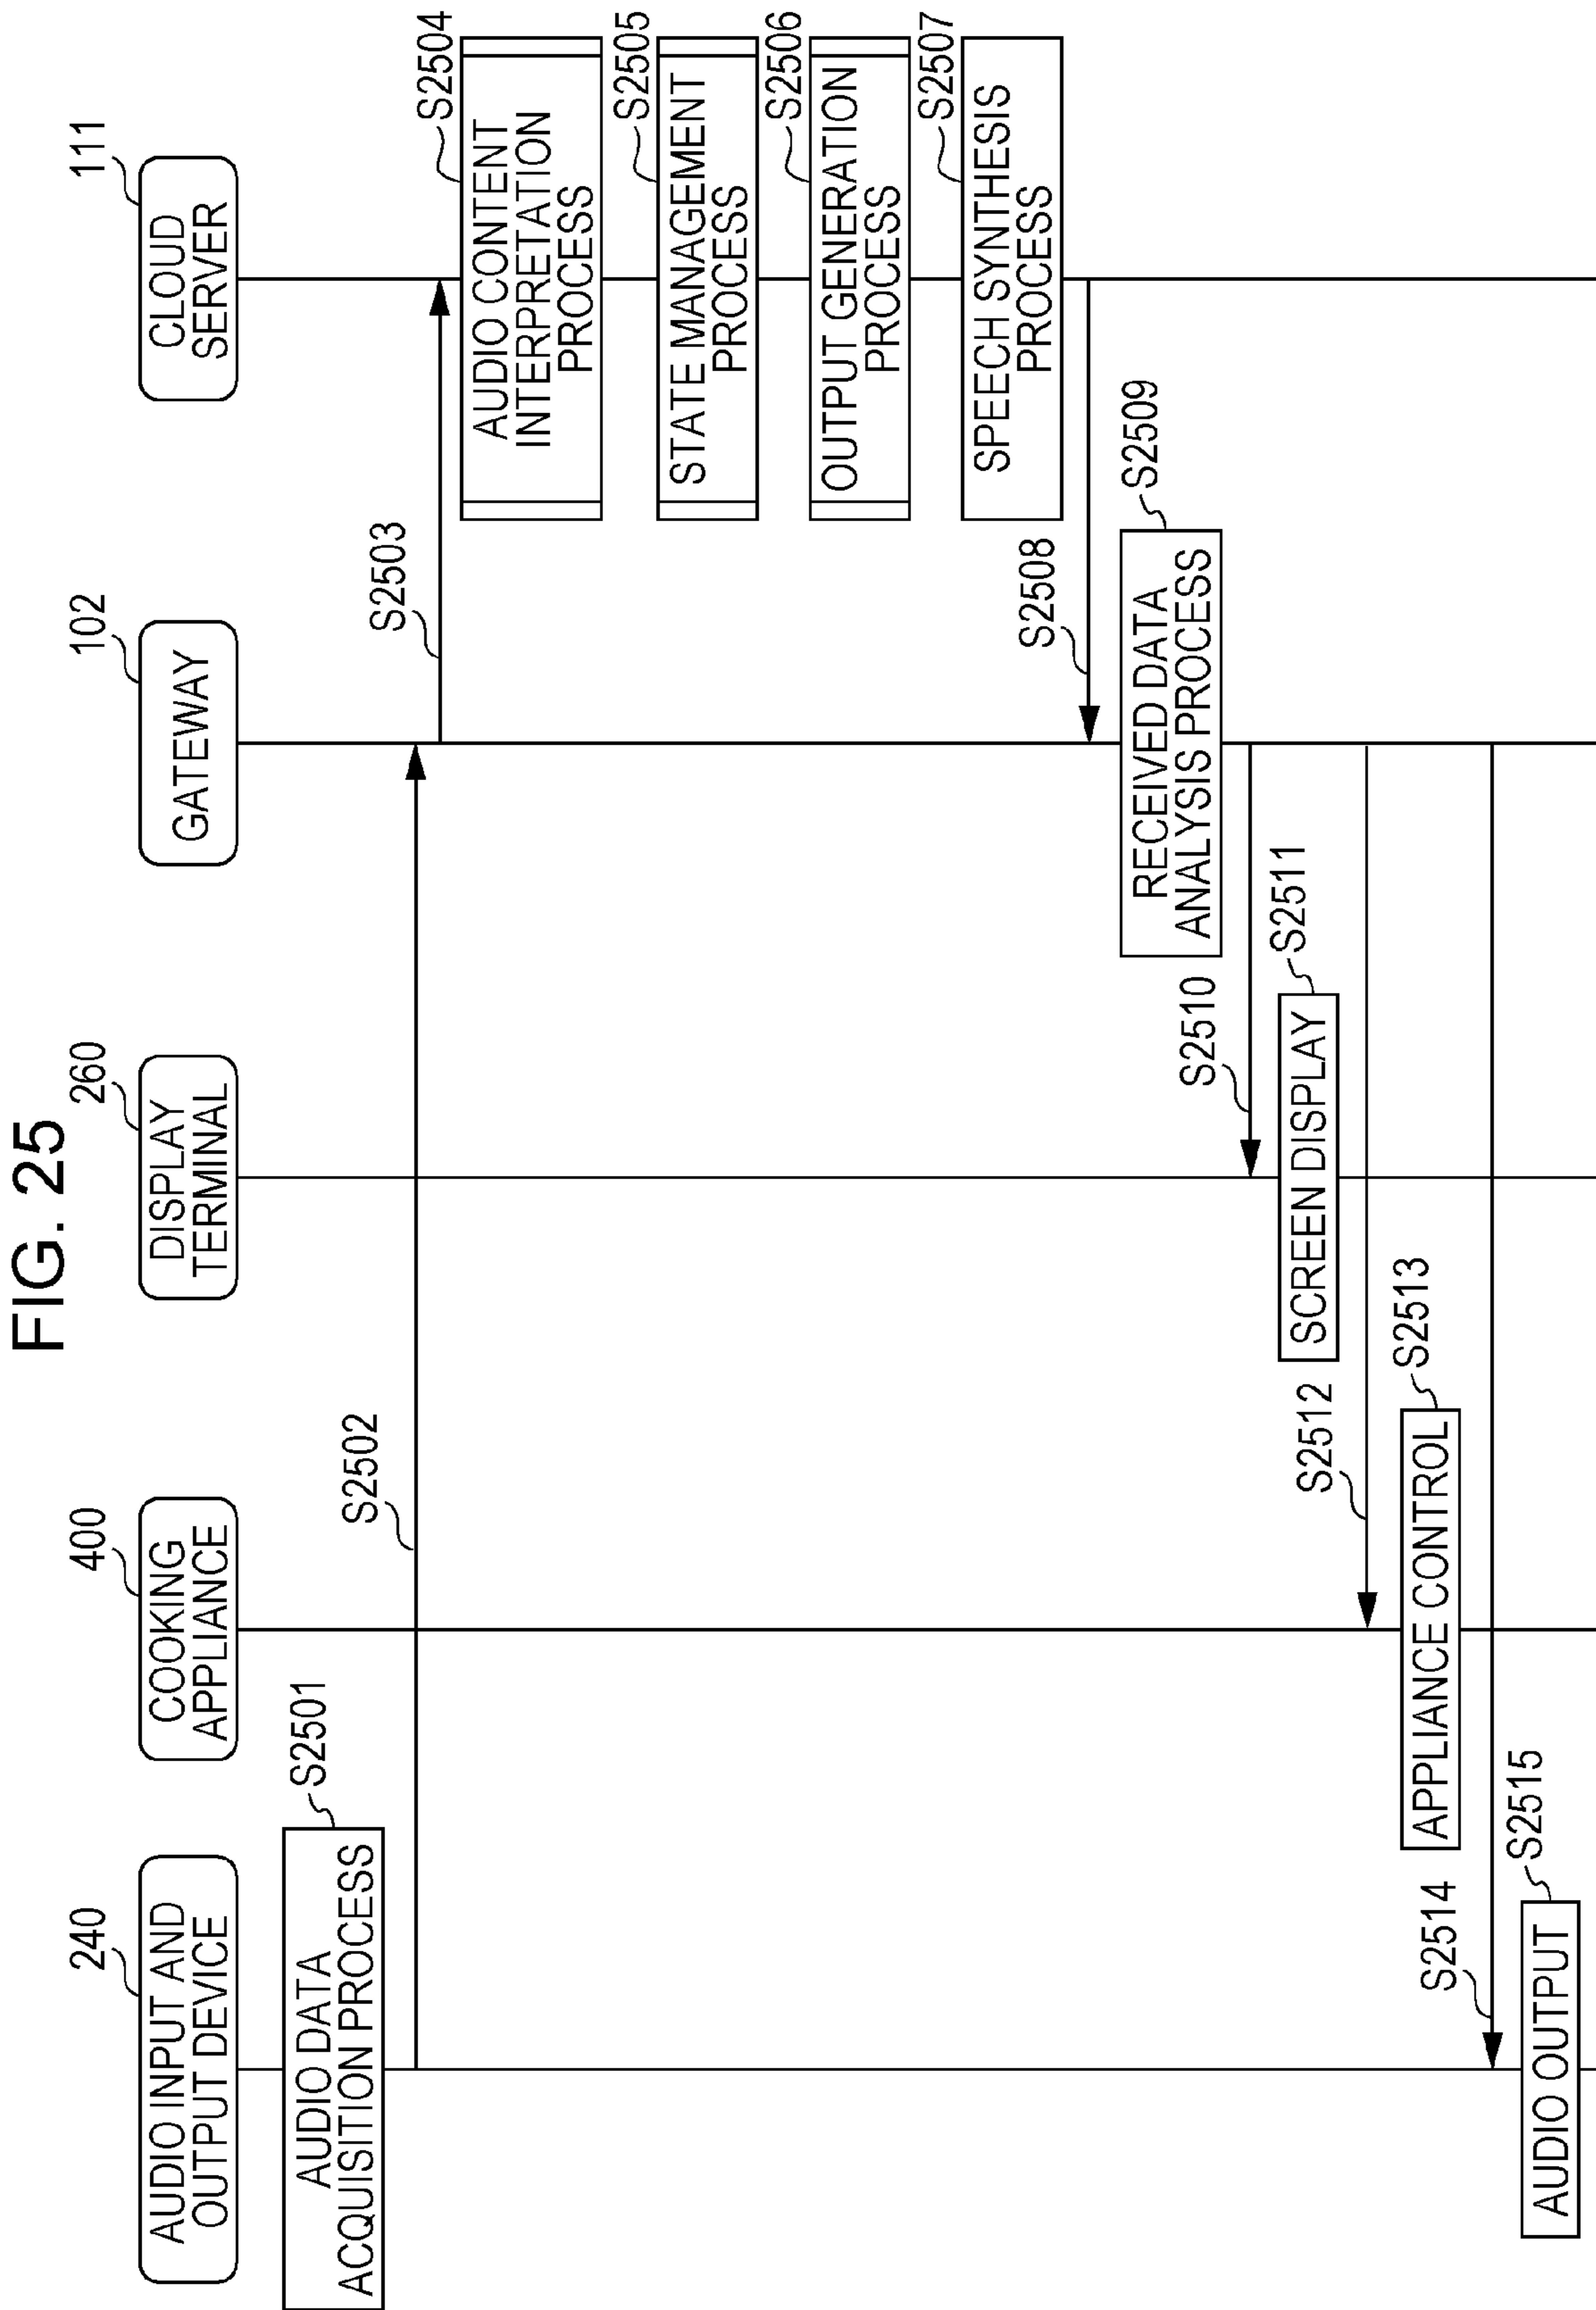 FIG. 25
240
AUDIO INPUT AND
OUTPUT DEVICE
400
COOKING
APPLIANCE
260
DISPLAY
TERMINAL
102
GATEWAY
111
CLOUD
SERVER
AUDIO DATA
ACQUISITION PROCESS
S2501
S2502
S2503
AUDIO CONTENT
INTERPRETATION
PROCESS
S2504
STATE MANAGEMENT
PROCESS
S2505
OUTPUT GENERATION
PROCESS
S2506
SPEECH SYNTHESIS
PROCESS
S2507
S2508
RECEIVED DATA
ANALYSIS PROCESS
S2509
S2510
SCREEN DISPLAY
S2511
S2512
APPLIANCE CONTROL
S2513
S2514
AUDIO OUTPUT
S2515